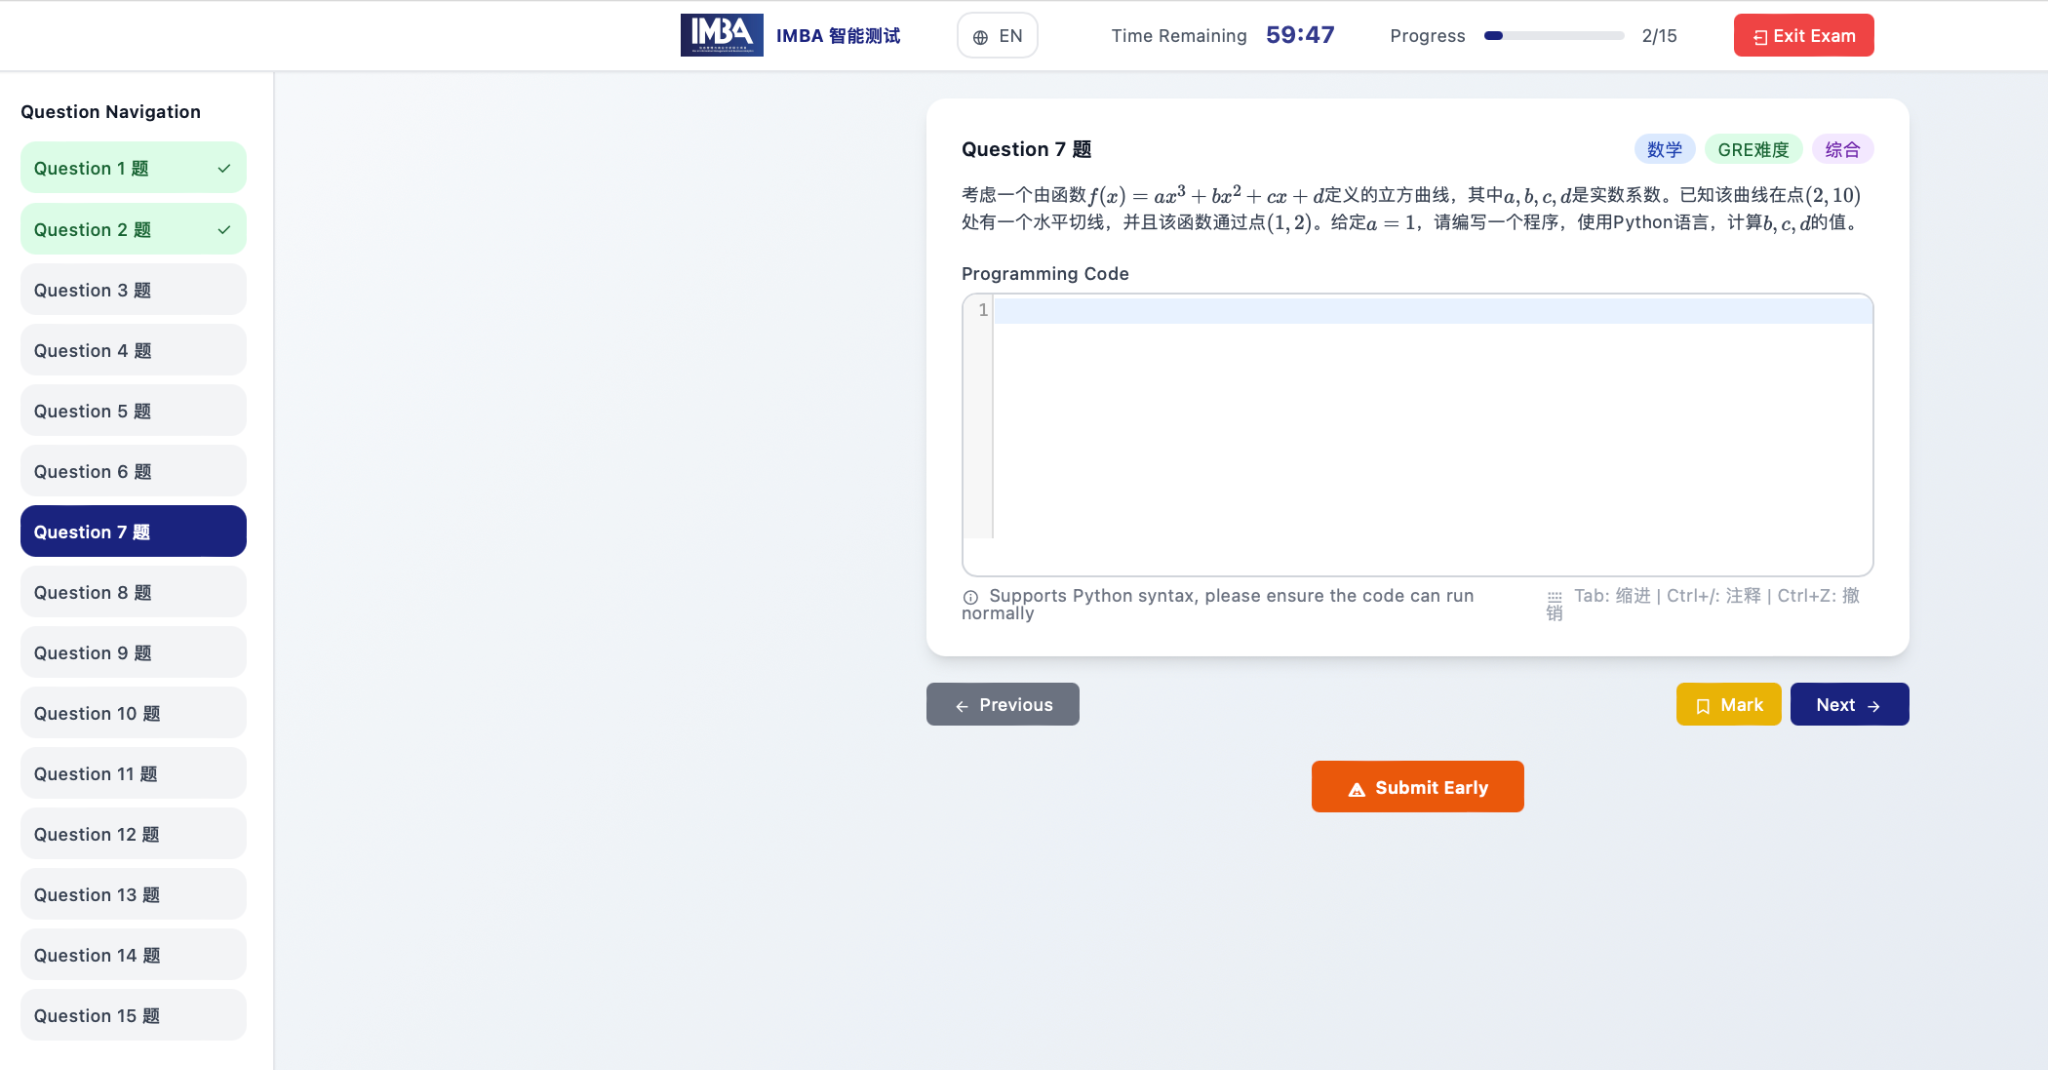 IMBA
IMBA 智能测试
EN
Time Remaining 59:47
Progress 2/15
Exit Exam
Question Navigation
Question 1 题
Question 2 题
Question 3 题
Question 4 题
Question 5 题
Question 6 题
Question 7 题
Question 8 题
Question 9 题
Question 10 题
Question 11 题
Question 12 题
Question 13 题
Question 14 题
Question 15 题
Question 7 题
数学 GRE难度 综合
考虑一个由函数f(x) = ax³ + bx² + cx + d定义的立方曲线，其中a, b, c, d是实数系数。已知该曲线在点(2, 10)
处有一个水平切线，并且该函数通过点(1, 2)。给定a = 1，请编写一个程序，使用Python语言，计算b, c, d的值。
Programming Code
1
Supports Python syntax, please ensure the code can run
normally
Tab: 缩进 | Ctrl+/: 注释 | Ctrl+Z: 撤
销
← Previous
Mark
Next →
Submit Early